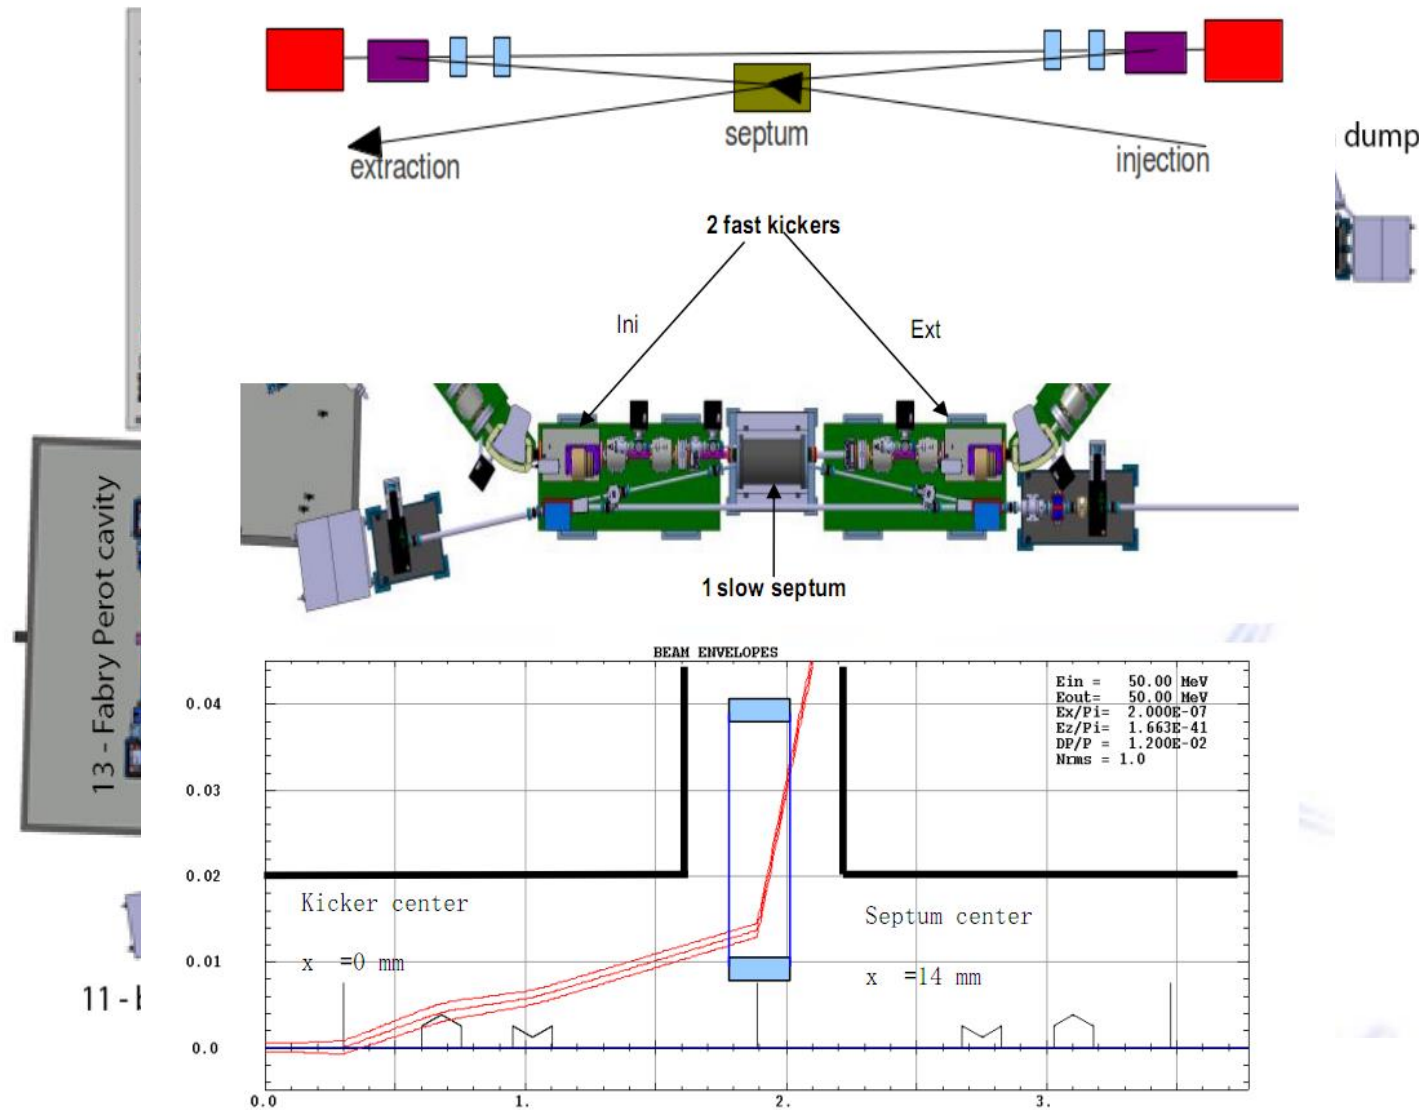 septum
extraction
injection
dump
2 fast kickers
Ini
Ext
1 slow septum
13 - Fabry Perot cavity
11 -
BEAM ENVELOPES
Ein = 50.00 MeV
Eout= 50.00 MeV
Ex/Pi= 2.000E-07
Ez/Pi= 1.663E-41
DP/P = 1.200E-02
Nrms = 1.0
0.04
0.03
0.02
0.01
0.0
Kicker center
x =0 mm
Septum center
x =14 mm
0.0 1. 2. 3.